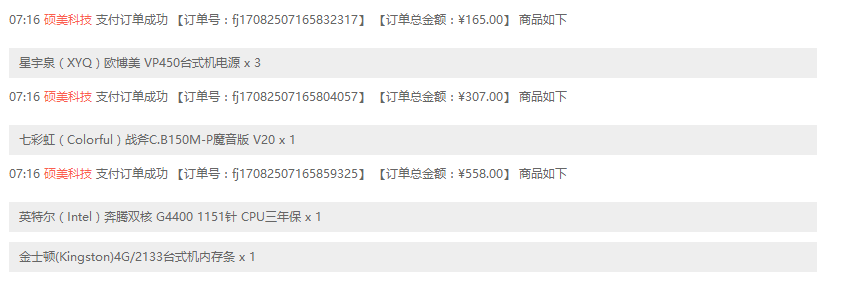 07:16 硕美科技 支付订单成功 【订单号：fj17082507165832317】 【订单总金额：¥165.00】 商品如下
星宇泉（XYQ）欧博美 VP450台式机电源 x 3
07:16 硕美科技 支付订单成功 【订单号：fj17082507165804057】 【订单总金额：¥307.00】 商品如下
七彩虹（Colorful）战斧C.B150M-P魔音版 V20 x 1
07:16 硕美科技 支付订单成功 【订单号：fj17082507165859325】 【订单总金额：¥558.00】 商品如下
英特尔（Intel）奔腾双核 G4400 1151针 CPU三年保 x 1
金士顿(Kingston)4G/2133台式机内存条 x 1